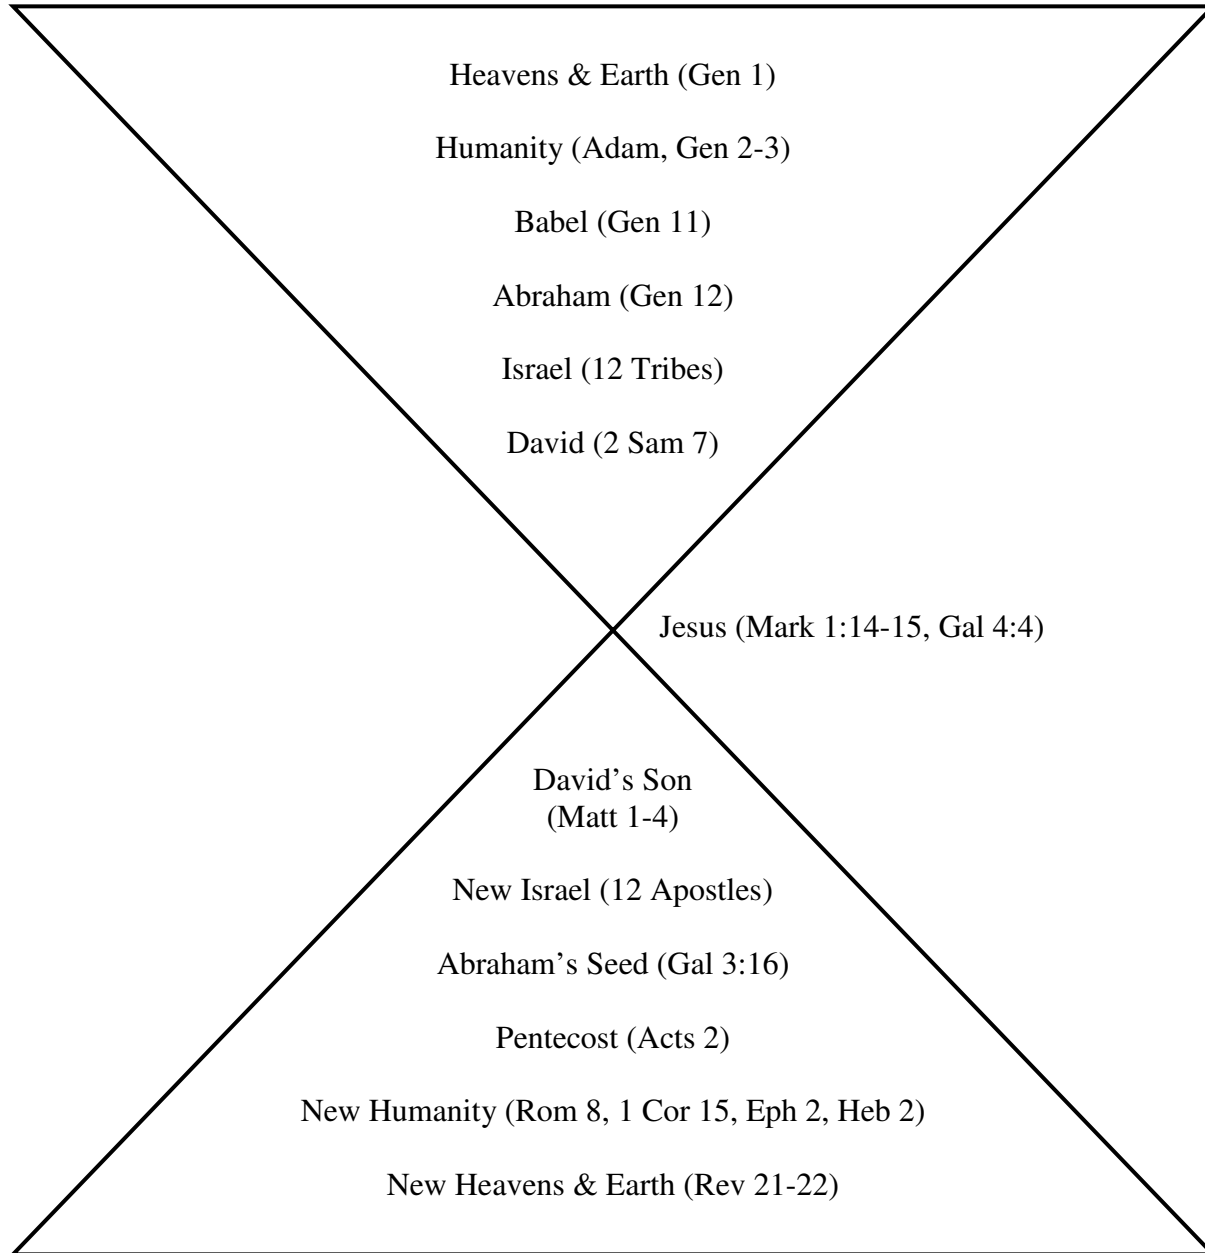 Heavens & Earth (Gen 1)
Humanity (Adam, Gen 2-3)
Babel (Gen 11)
Abraham (Gen 12)
Israel (12 Tribes)
David (2 Sam 7)
Jesus (Mark 1:14-15, Gal 4:4)
David’s Son
(Matt 1-4)
New Israel (12 Apostles)
Abraham’s Seed (Gal 3:16)
Pentecost (Acts 2)
New Humanity (Rom 8, 1 Cor 15, Eph 2, Heb 2)
New Heavens & Earth (Rev 21-22)